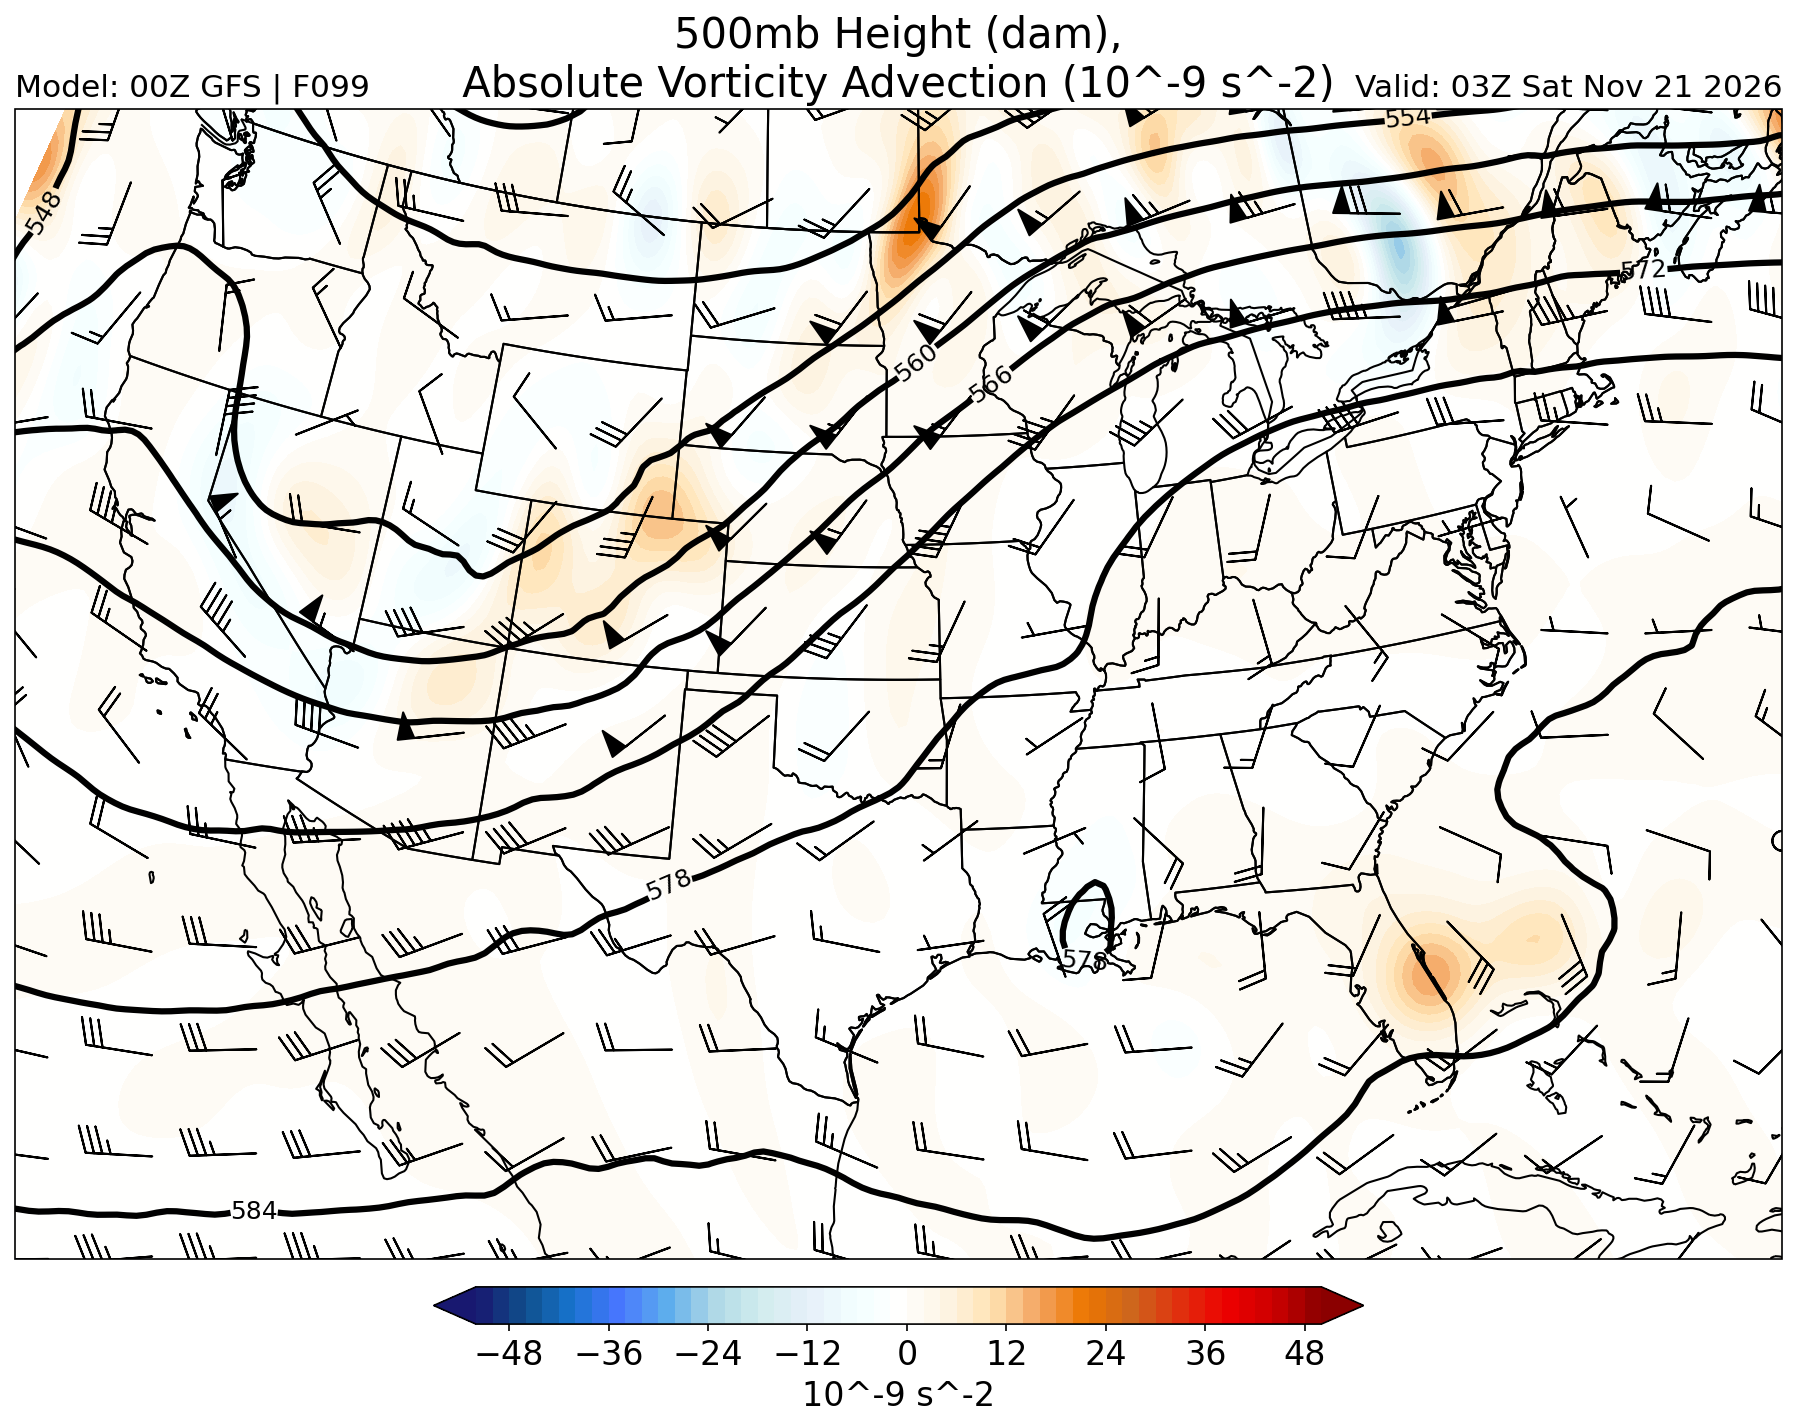 500mb Height (dam),
Model: 00Z GFS | F099
Absolute Vorticity Advection (10^-9 s^-2)
Valid: 03Z Sat Nov 21 2026
554
548
572
560
566
578
578
584
−48 −36 −24 −12 0 12 24 36 48
10^-9 s^-2